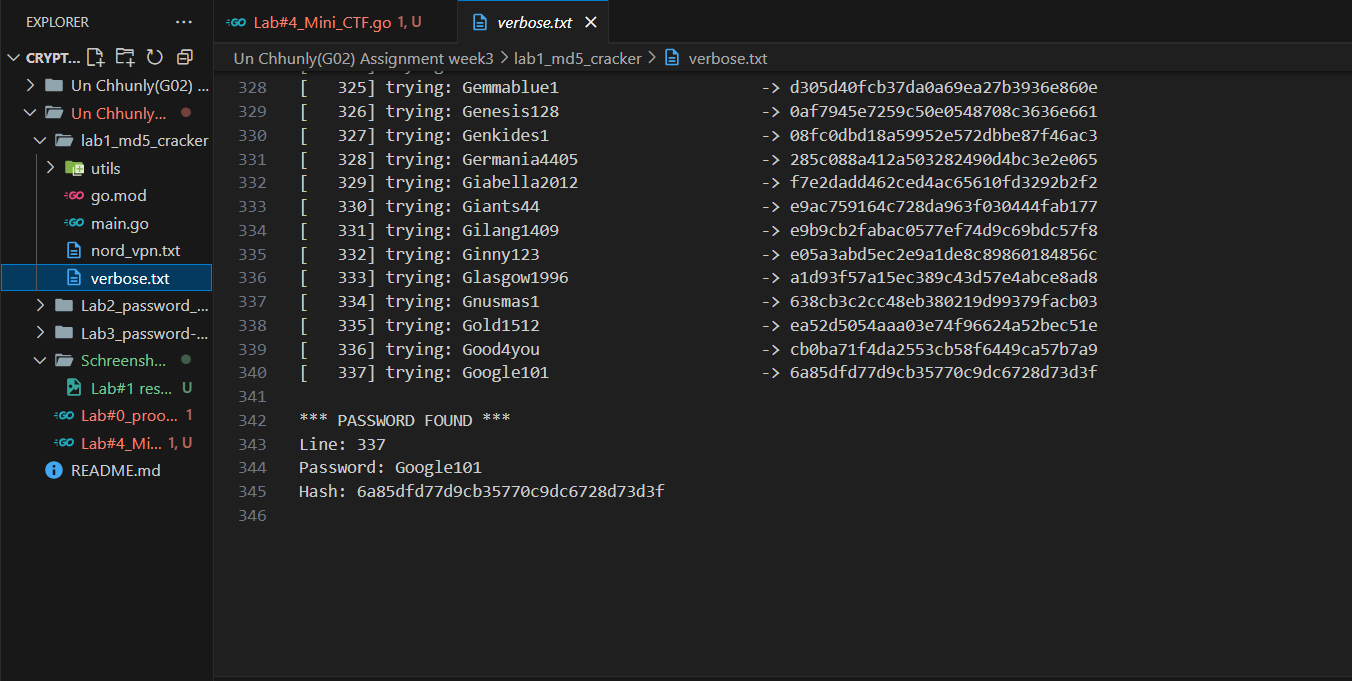 EXPLORER
CRYPT...
Un Chhunly(G02) ...
Un Chhunly...
lab1_md5_cracker
utils
go.mod
main.go
nord_vpn.txt
verbose.txt
Lab2_password_...
Lab3_password-...
Schreensh...
Lab#1 res... U
Lab#0_proo... 1
Lab#4_Mi... 1, U
README.md
Lab#4_Mini_CTF.go 1, U
verbose.txt
Un Chhunly(G02) Assignment week3 > lab1_md5_cracker > verbose.txt
328 [ 325] trying: Gemmablue1 -> d305d40fcb37da0a69ea27b3936e860e
329 [ 326] trying: Genesis128 -> 0af7945e7259c50e0548708c3636e661
330 [ 327] trying: Genkides1 -> 08fc0dbd18a59952e572dbbe87f46ac3
331 [ 328] trying: Germania4405 -> 285c088a412a503282490d4bc3e2e065
332 [ 329] trying: Giabella2012 -> f7e2dadd462ced4ac65610fd3292b2f2
333 [ 330] trying: Giants44 -> e9ac759164c728da963f030444fab177
334 [ 331] trying: Gilang1409 -> e9b9cb2fabac0577ef74d9c69bdc57f8
335 [ 332] trying: Ginny123 -> e05a3abd5ec2e9a1de8c89860184856c
336 [ 333] trying: Glasgow1996 -> a1d93f57a15ec389c43d57e4abce8ad8
337 [ 334] trying: Gnusmas1 -> 638cb3c2cc48eb380219d99379facb03
338 [ 335] trying: Gold1512 -> ea52d5054aaa03e74f96624a52bec51e
339 [ 336] trying: Good4you -> cb0ba71f4da2553cb58f6449ca57b7a9
340 [ 337] trying: Google101 -> 6a85dfd77d9cb35770c9dc6728d73d3f
341
342 *** PASSWORD FOUND ***
343 Line: 337
344 Password: Google101
345 Hash: 6a85dfd77d9cb35770c9dc6728d73d3f
346